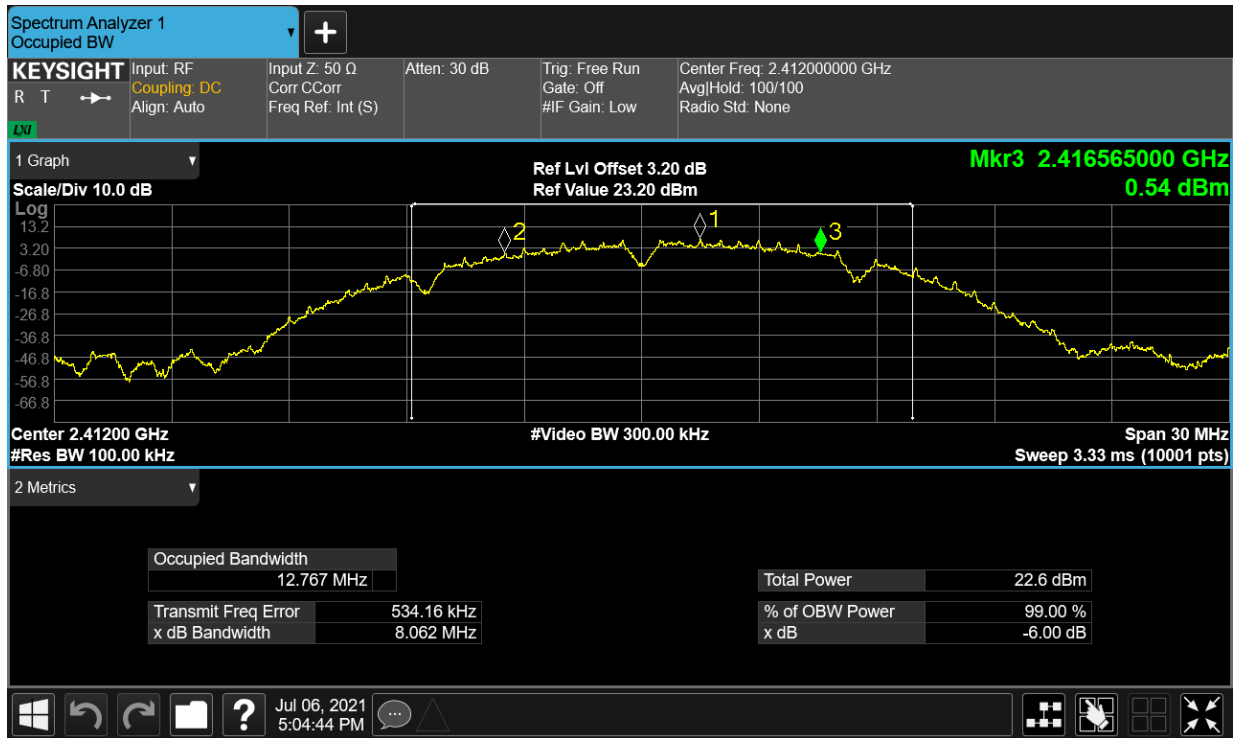 Spectrum Analyzer 1
Occupied BW
KEYSIGHT
R T
LXI
Input: RF
Coupling: DC
Align: Auto
Input Z: 50 Ω
Corr CCorr
Freq Ref: Int (S)
Atten: 30 dB
Trig: Free Run
Gate: Off
#IF Gain: Low
Center Freq: 2.412000000 GHz
Avg|Hold: 100/100
Radio Std: None
1 Graph
Scale/Div 10.0 dB
Ref Lvl Offset 3.20 dB
Ref Value 23.20 dBm
Mkr3 2.416565000 GHz
0.54 dBm
Log
13.2
3.20
-6.80
-16.8
-26.8
-36.8
-46.8
-56.8
-66.8
2
1
3
Center 2.41200 GHz
#Res BW 100.00 kHz
#Video BW 300.00 kHz
Span 30 MHz
Sweep 3.33 ms (10001 pts)
2 Metrics
Occupied Bandwidth
12.767 MHz
Transmit Freq Error 534.16 kHz
x dB Bandwidth 8.062 MHz
Total Power 22.6 dBm
% of OBW Power 99.00 %
x dB -6.00 dB
?
Jul 06, 2021
5:04:44 PM